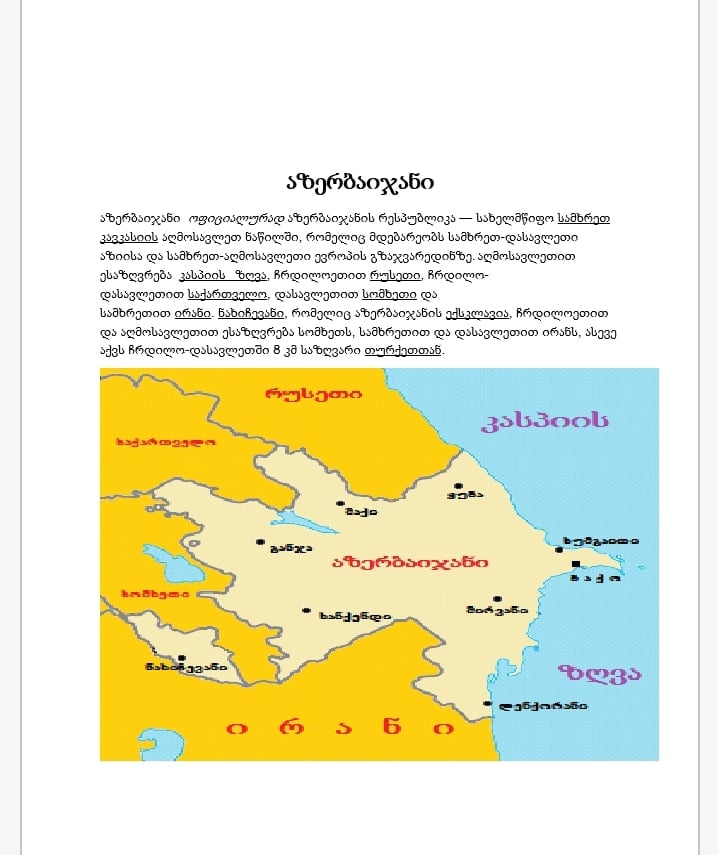 აზერბაიჯანი
აზერბაიჯანი ოფიციალურად აზერბაიჯანის რესპუბლიკა — სახელმწიფო სამხრეთ
კავკასიის აღმოსავლეთ ნაწილში, რომელიც მდებარეობს სამხრეთ-დასავლეთი
აზიისა და სამხრეთ-აღმოსავლეთი ევროპის გზაჯვარედინზე. აღმოსავლეთით
ესაზღვრება კასპიის ზღვა, ჩრდილოეთით რუსეთი, ჩრდილო-
დასავლეთით საქართველო, დასავლეთით სომხეთი და
სამხრეთით ირანი. ნახიჩევანი, რომელიც აზერბაიჯანის ექსკლავია, ჩრდილოეთით
და აღმოსავლეთით ესაზღვრება სომხეთს, სამხრეთით და დასავლეთით ირანს, ასევე
აქვს ჩრდილო-დასავლეთში 8 კმ საზღვარი თურქეთთან.
რუსეთი
კასპიის
საქართველო
ყუბა
შაქი
სუმგაითი
განჯა
აზერბაიჯანი
ბაქო
სომხეთი
შირვანი
ხანქენდი
ნახიჩევანი
ზღვა
ლენქორანი
ირანი